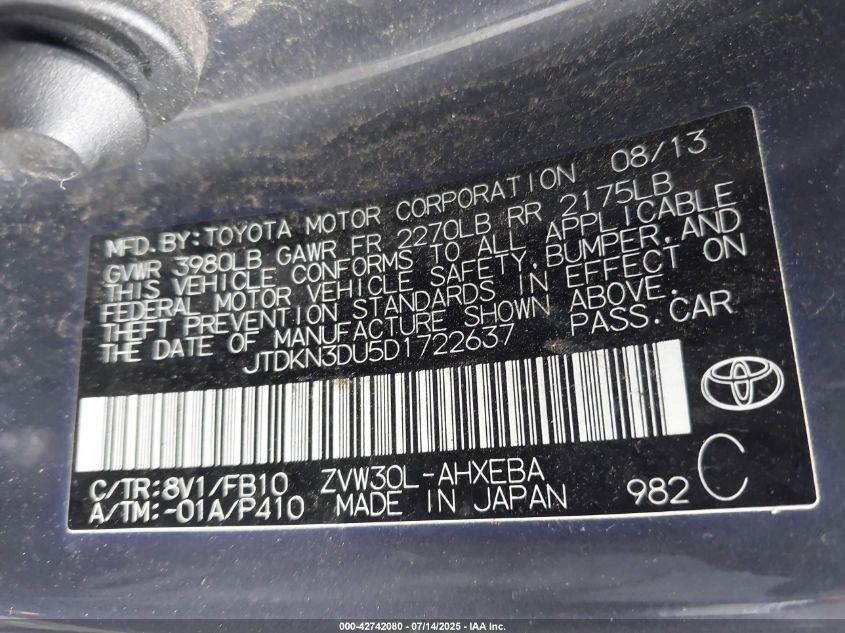 MFD.BY:TOYOTA MOTOR CORPORATION 08/13
GVWR 3980LB GAWR FR 2270LB RR 2175LB
THIS VEHICLE CONFORMS TO ALL APPLICABLE
FEDERAL MOTOR VEHICLE SAFETY,BUMPER,AND
THEFT PREVENTION STANDARDS IN EFFECT ON
THE DATE OF MANUFACTURE SHOWN ABOVE.
JTDKN3DU5D1722637 PASS.CAR
C/TR:8V1/FB10 ZVW30L-AHXEBA
A/TM:-01A/P410 MADE IN JAPAN 982 C
000-42742080 - 07/14/2025 - IAA Inc.